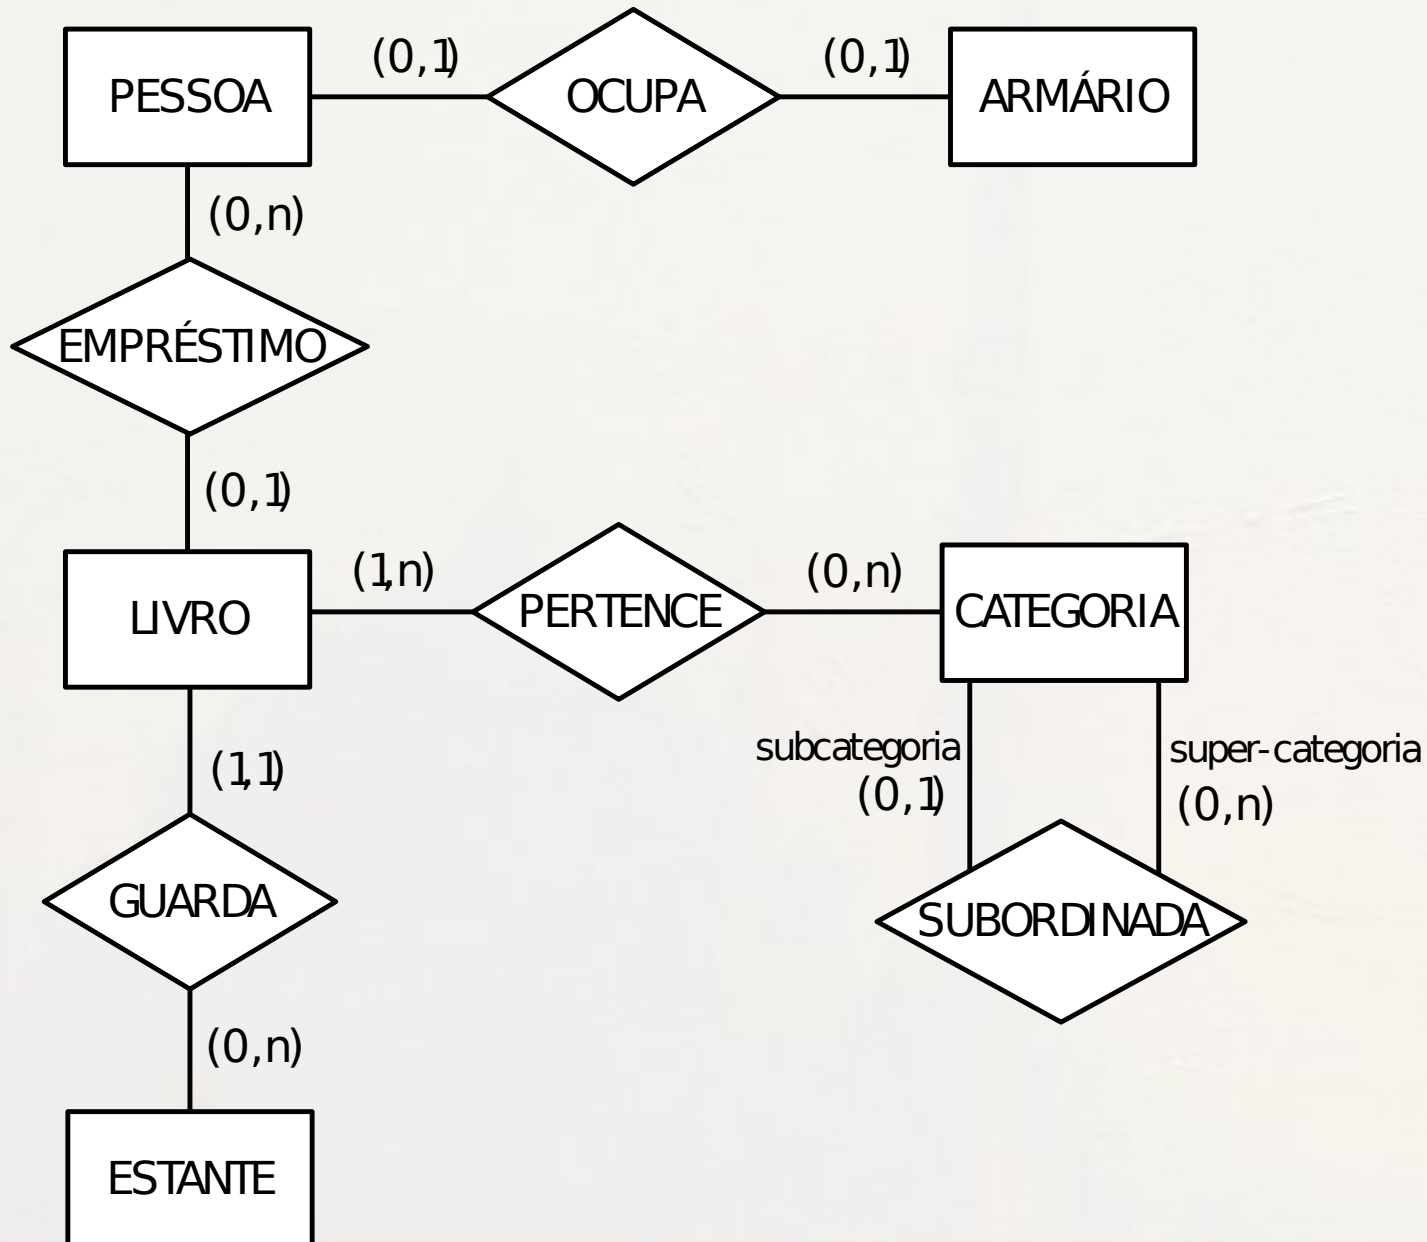 PESSOA
(0,1)
OCUPA
(0,1)
ARMÁRIO
(0,n)
EMPRÉSTIMO
(0,1)
LIVRO
(1,n)
PERTENCE
(0,n)
CATEGORIA
subcategoria
(0,1)
super-categoria
(0,n)
SUBORDINADA
(1,1)
GUARDA
(0,n)
ESTANTE